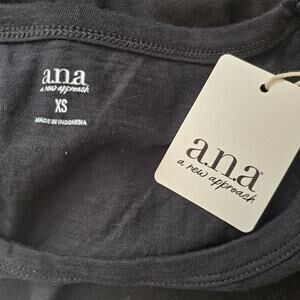 a.n.a
a new approach
XS
MADE IN INDONESIA
a.n.a®
a new approach